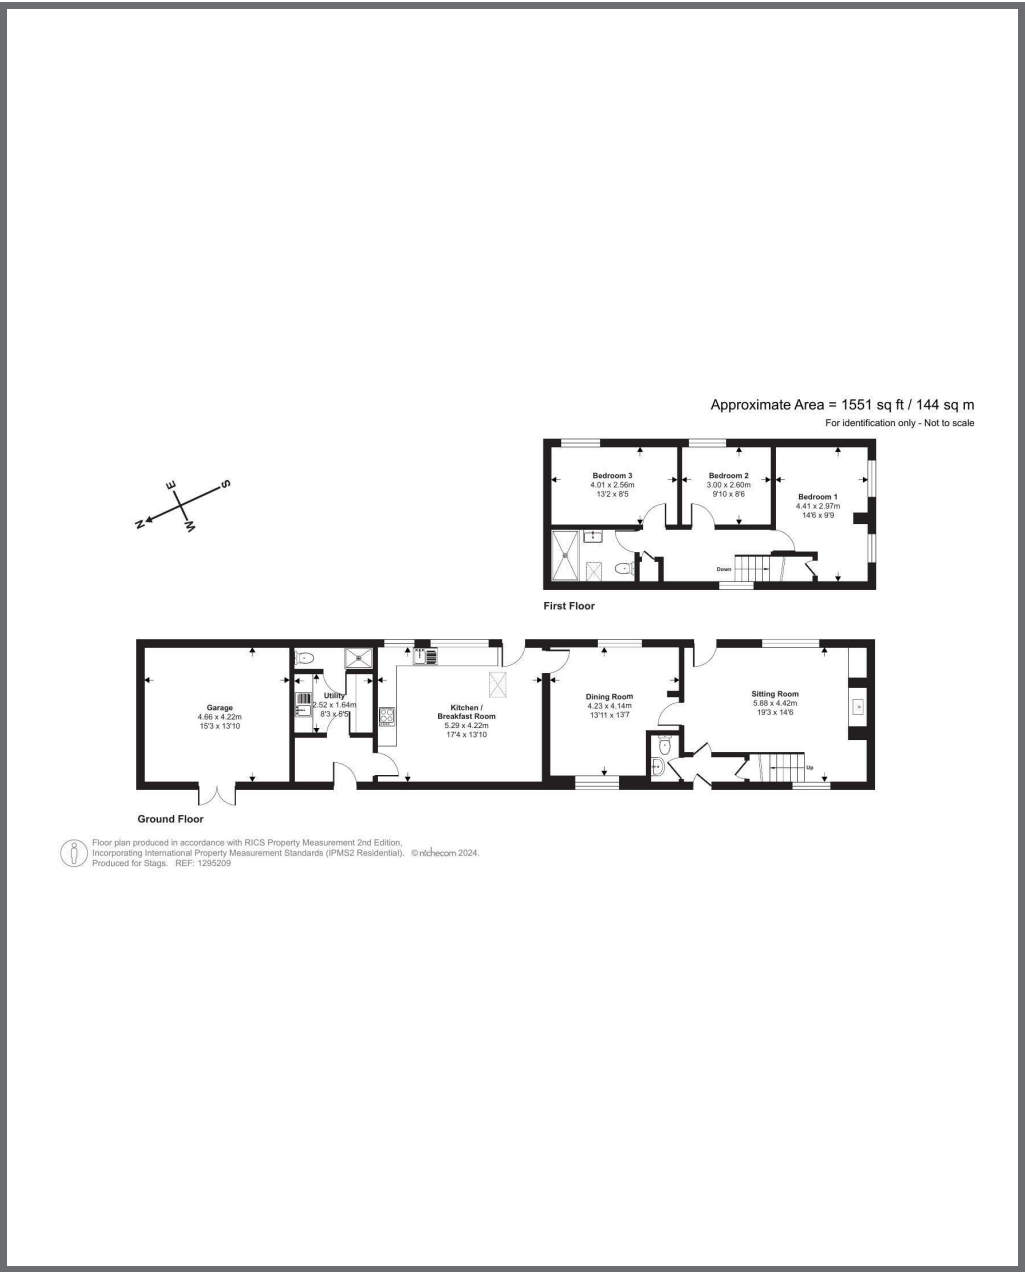 Approximate Area = 1551 sq ft / 144 sq m
For identification only - Not to scale
Bedroom 3
4.01 x 2.56m
13'2 x 8'5
Bedroom 2
3.00 x 2.60m
9'10 x 8'6
Bedroom 1
4.41 x 2.97m
14'6 x 9'9
Down
First Floor
E
S
N
W
Garage
4.66 x 4.22m
15'3 x 13'10
Utility
2.52 x 1.64m
8'3 x 5'5
Kitchen /
Breakfast Room
5.29 x 4.22m
17'4 x 13'10
Dining Room
4.23 x 4.14m
13'11 x 13'7
Sitting Room
5.88 x 4.42m
19'3 x 14'6
Up
Ground Floor
Floor plan produced in accordance with RICS Property Measurement 2nd Edition,
Incorporating International Property Measurement Standards (IPMS2 Residential). © nichecom 2024.
Produced for Stags. REF: 1295209